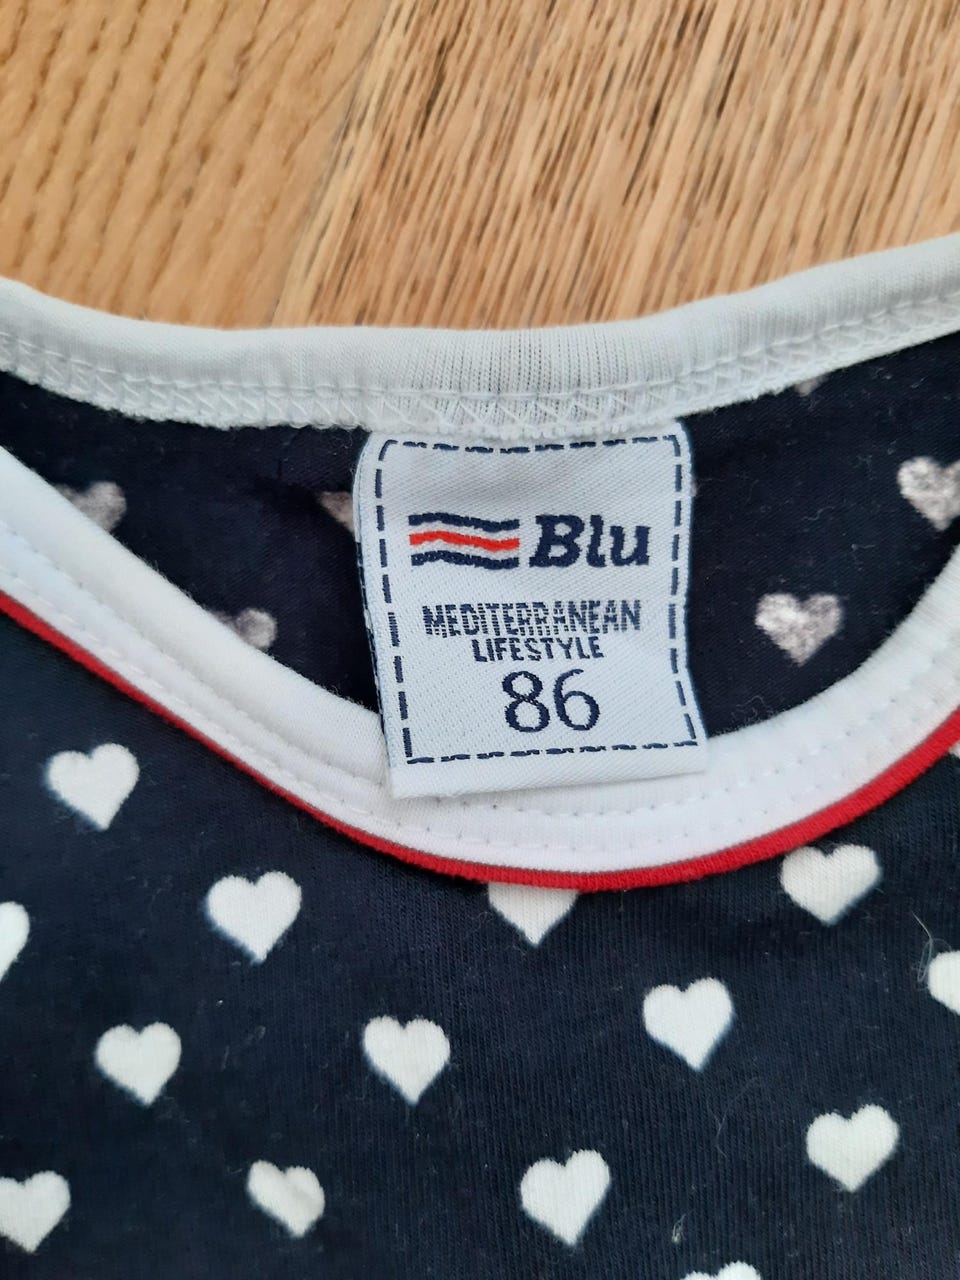 Blu
MEDITERRANEAN
LIFESTYLE
86